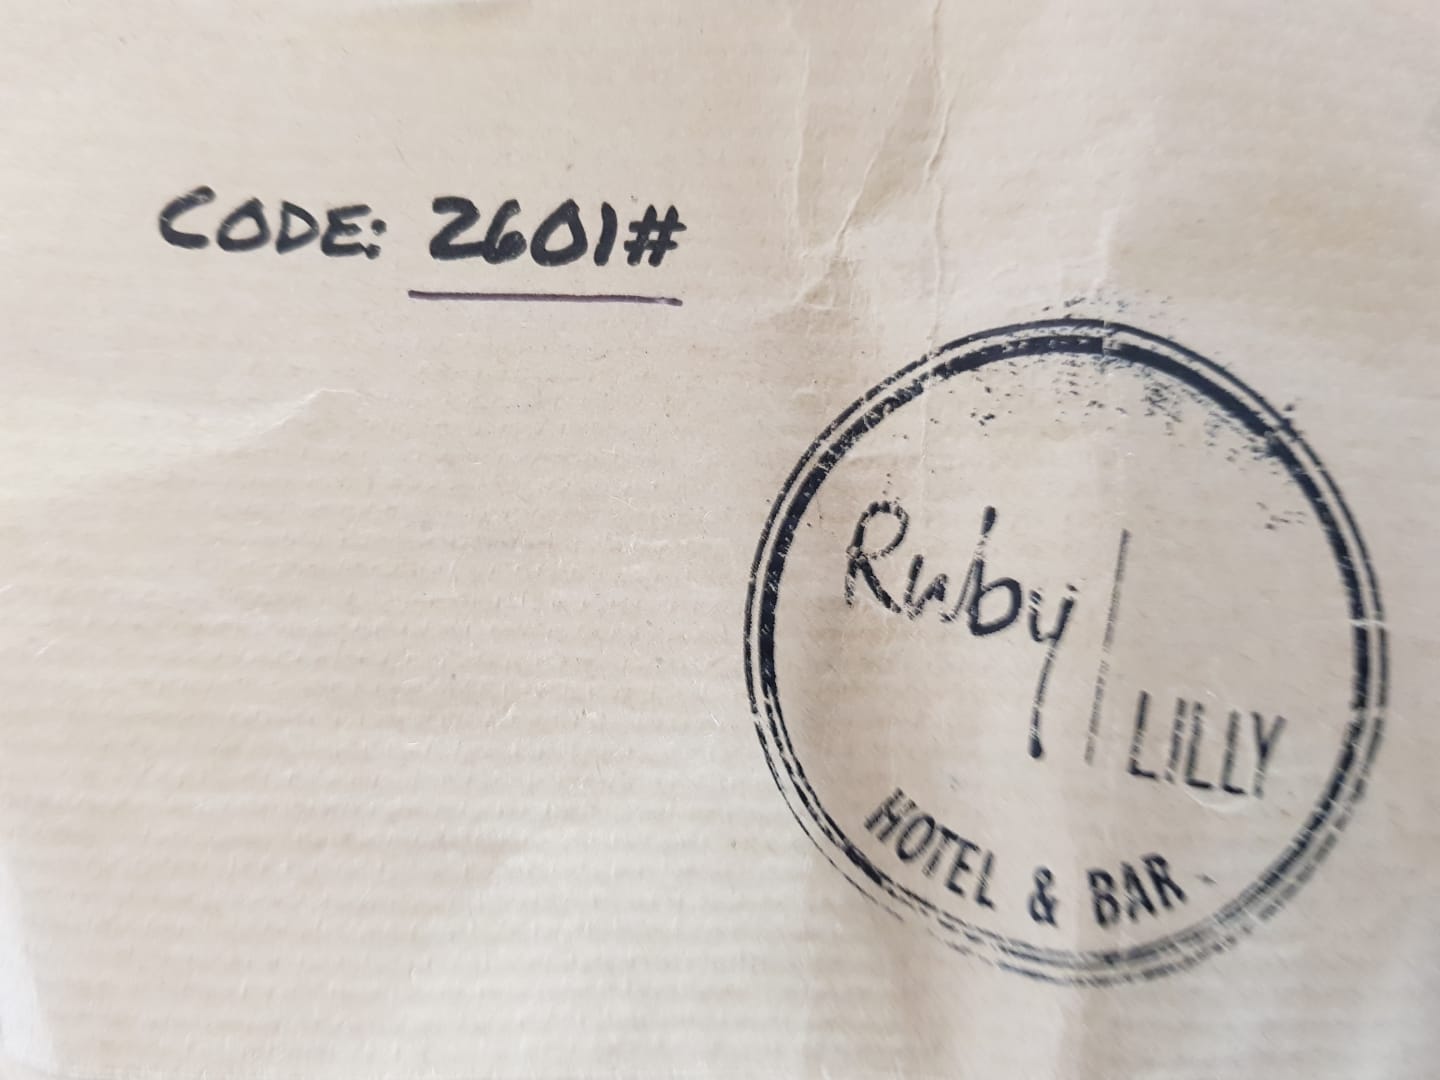 CODE: 2601#
Ruby
LILLY
HOTEL & BAR